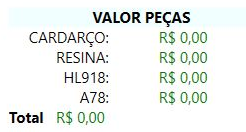 VALOR PEÇAS
CARDARÇO: R$ 0,00
RESINA: R$ 0,00
HL918: R$ 0,00
A78: R$ 0,00
Total R$ 0,00